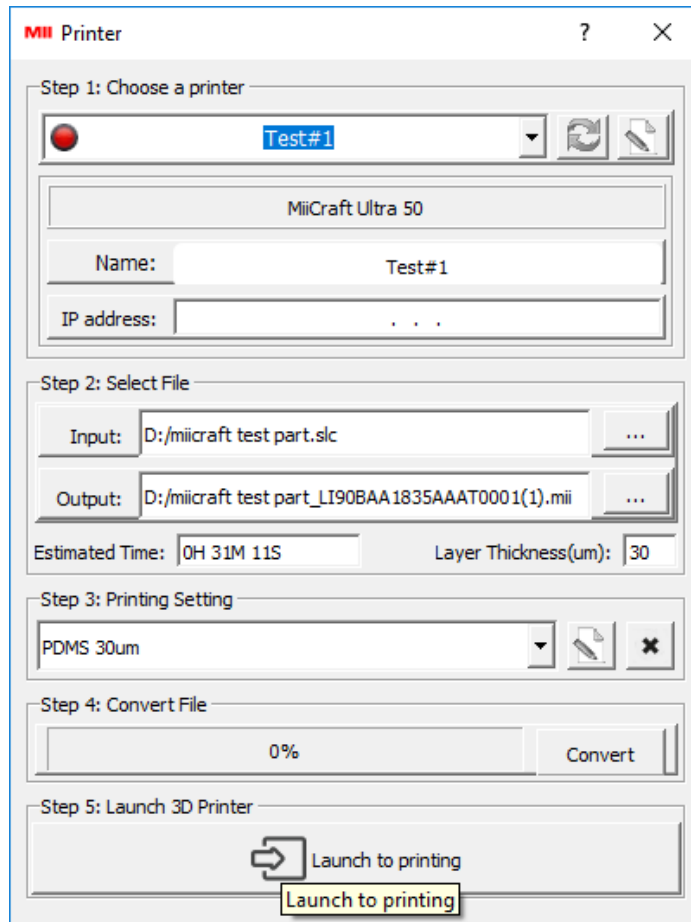 MII Printer ?
Step 1: Choose a printer
Test#1
MiiCraft Ultra 50
Name: Test#1
IP address: . . .
Step 2: Select File
Input: D:/miicraft test part.slc ...
Output: D:/miicraft test part_LI90BAA1835AAAT0001(1).mii ...
Estimated Time: 0H 31M 11S Layer Thickness(um): 30
Step 3: Printing Setting
PDMS 30um
Step 4: Convert File
0% Convert
Step 5: Launch 3D Printer
Launch to printing
Launch to printing